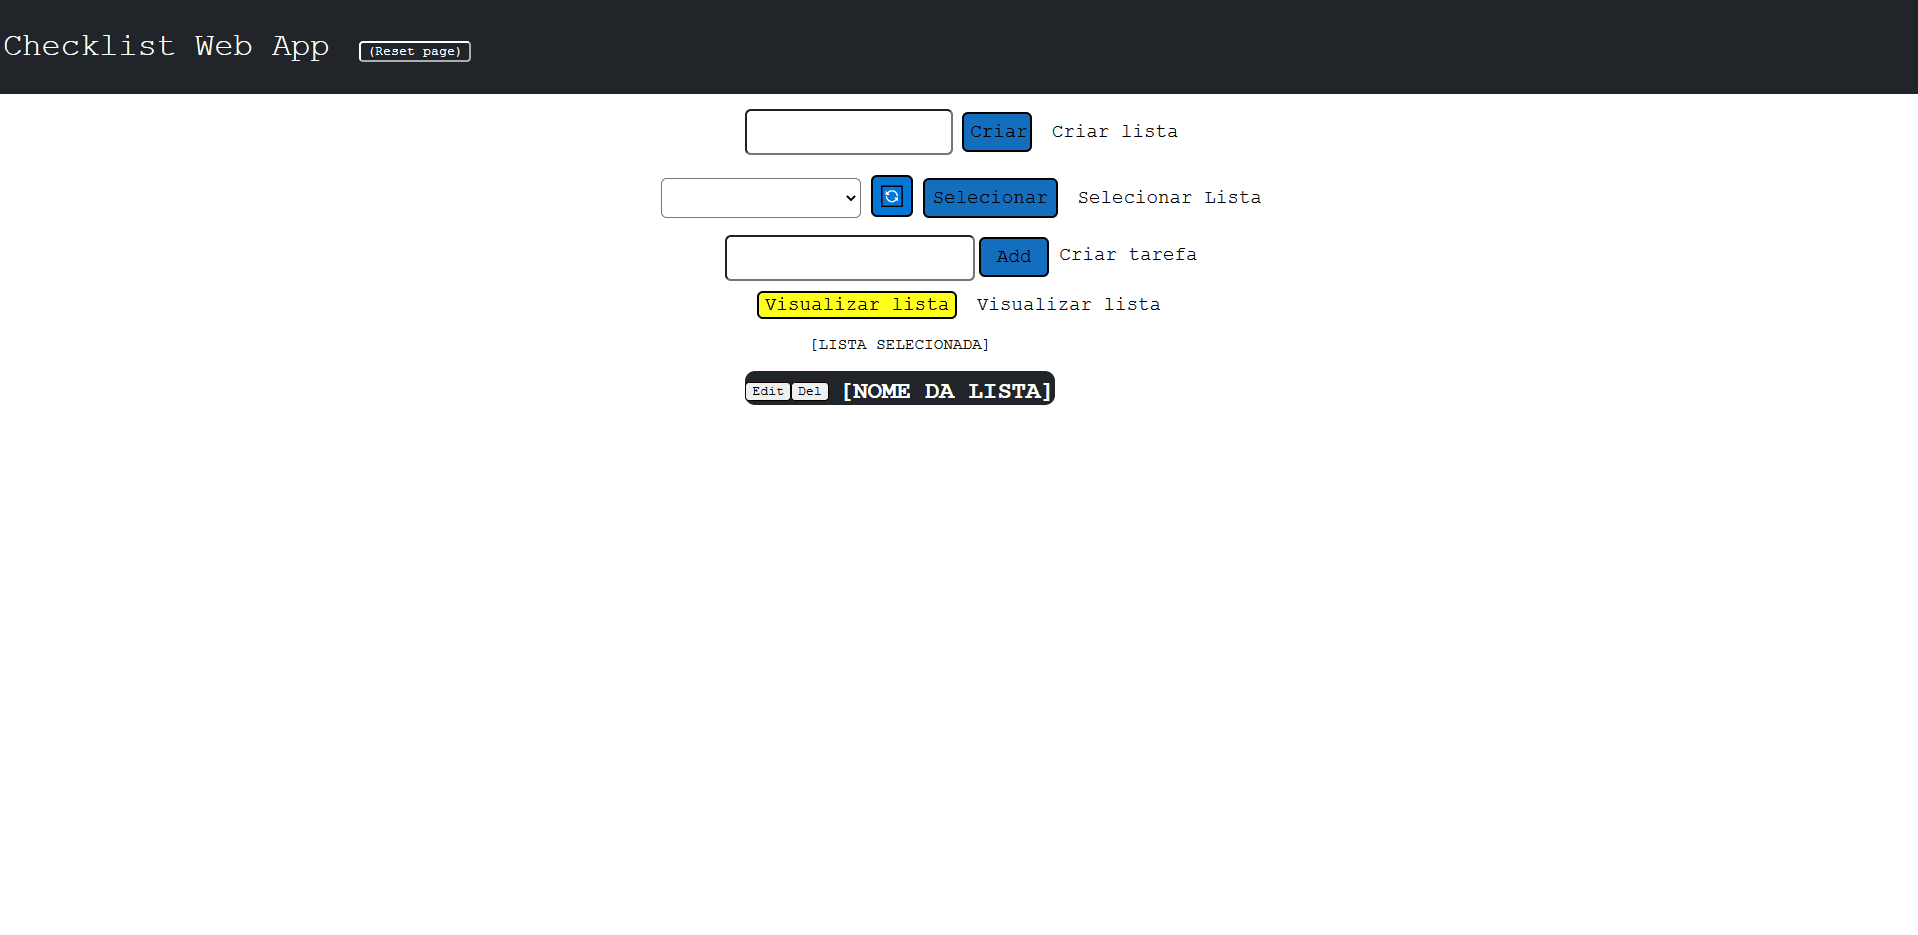 Checklist Web App (Reset page)
Criar Criar lista
Selecionar Selecionar Lista
Add Criar tarefa
Visualizar lista Visualizar lista
[LISTA SELECIONADA]
Edit Del [NOME DA LISTA]